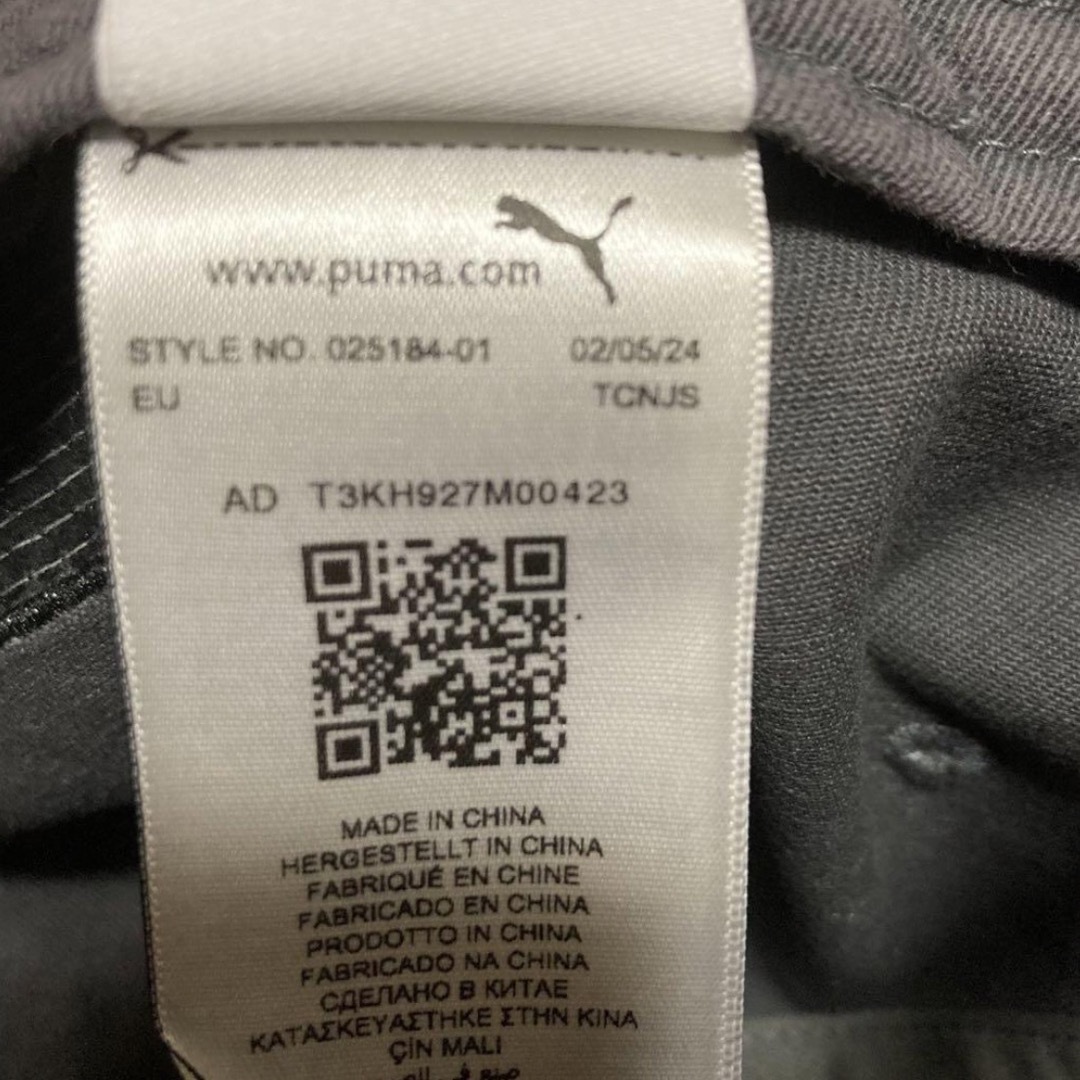 www.puma.com
STYLE NO. 025184-01 02/05/24
EU TCNJS
AD T3KH927M00423
MADE IN CHINA
HERGESTELLT IN CHINA
FABRIQUÉ EN CHINE
FABRICADO EN CHINA
PRODOTTO IN CHINA
FABRICADO NA CHINA
СДЕЛАНО В КИТАЕ
ΚΑΤΑΣΚΕΥΑΣΤΗΚΕ ΣΤΗΝ ΚΙΝΑ
ÇİN MALI